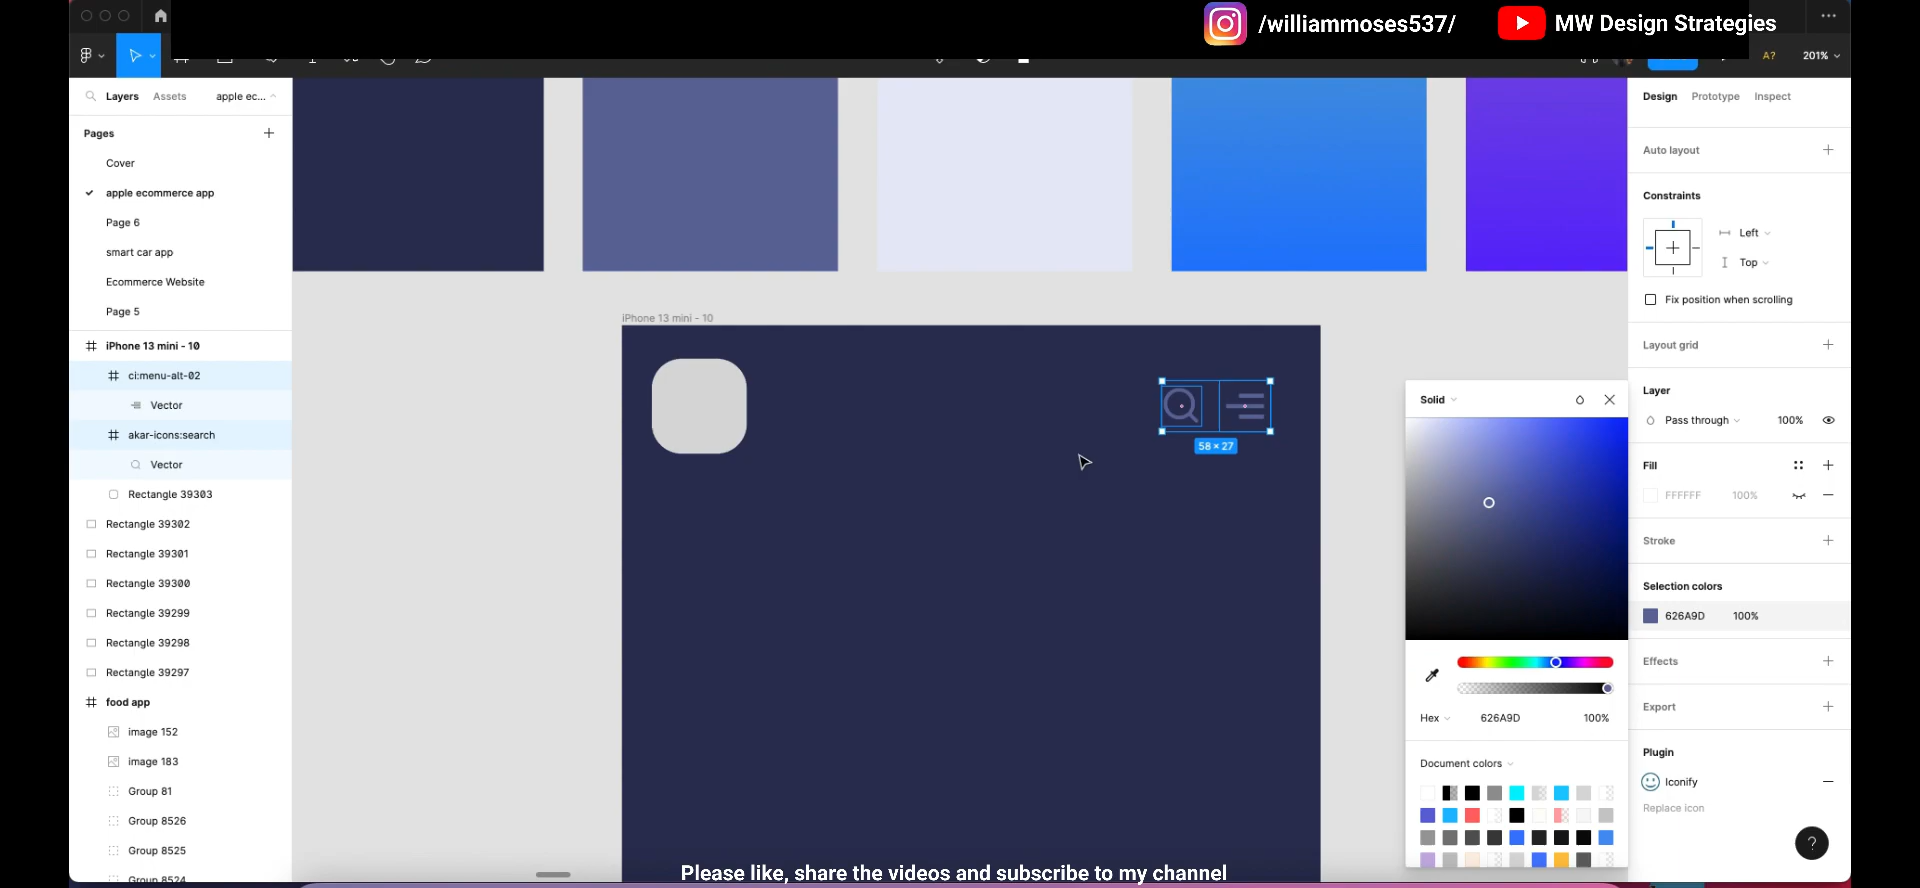 /williammoses537/
MW Design Strategies
A?
201%
Layers
Assets
apple ec...
Pages
Cover
apple ecommerce app
Page 6
smart car app
Ecommerce Website
Page 5
iPhone 13 mini - 10
ci:menu-alt-02
Vector
akar-icons:search
Vector
Rectangle 39303
Rectangle 39302
Rectangle 39301
Rectangle 39300
Rectangle 39299
Rectangle 39298
Rectangle 39297
food app
image 152
image 183
Group 81
Group 8526
Group 8525
Group 8524
iPhone 13 mini - 10
58 × 27
Solid
Hex
626A9D
100%
Document colors
Design
Prototype
Inspect
Auto layout
Constraints
Left
Top
Fix position when scrolling
Layout grid
Layer
Pass through
100%
Fill
FFFFFF
100%
Stroke
Selection colors
626A9D
100%
Effects
Export
Plugin
Iconify
Replace icon
?
Please like, share the videos and subscribe to my channel